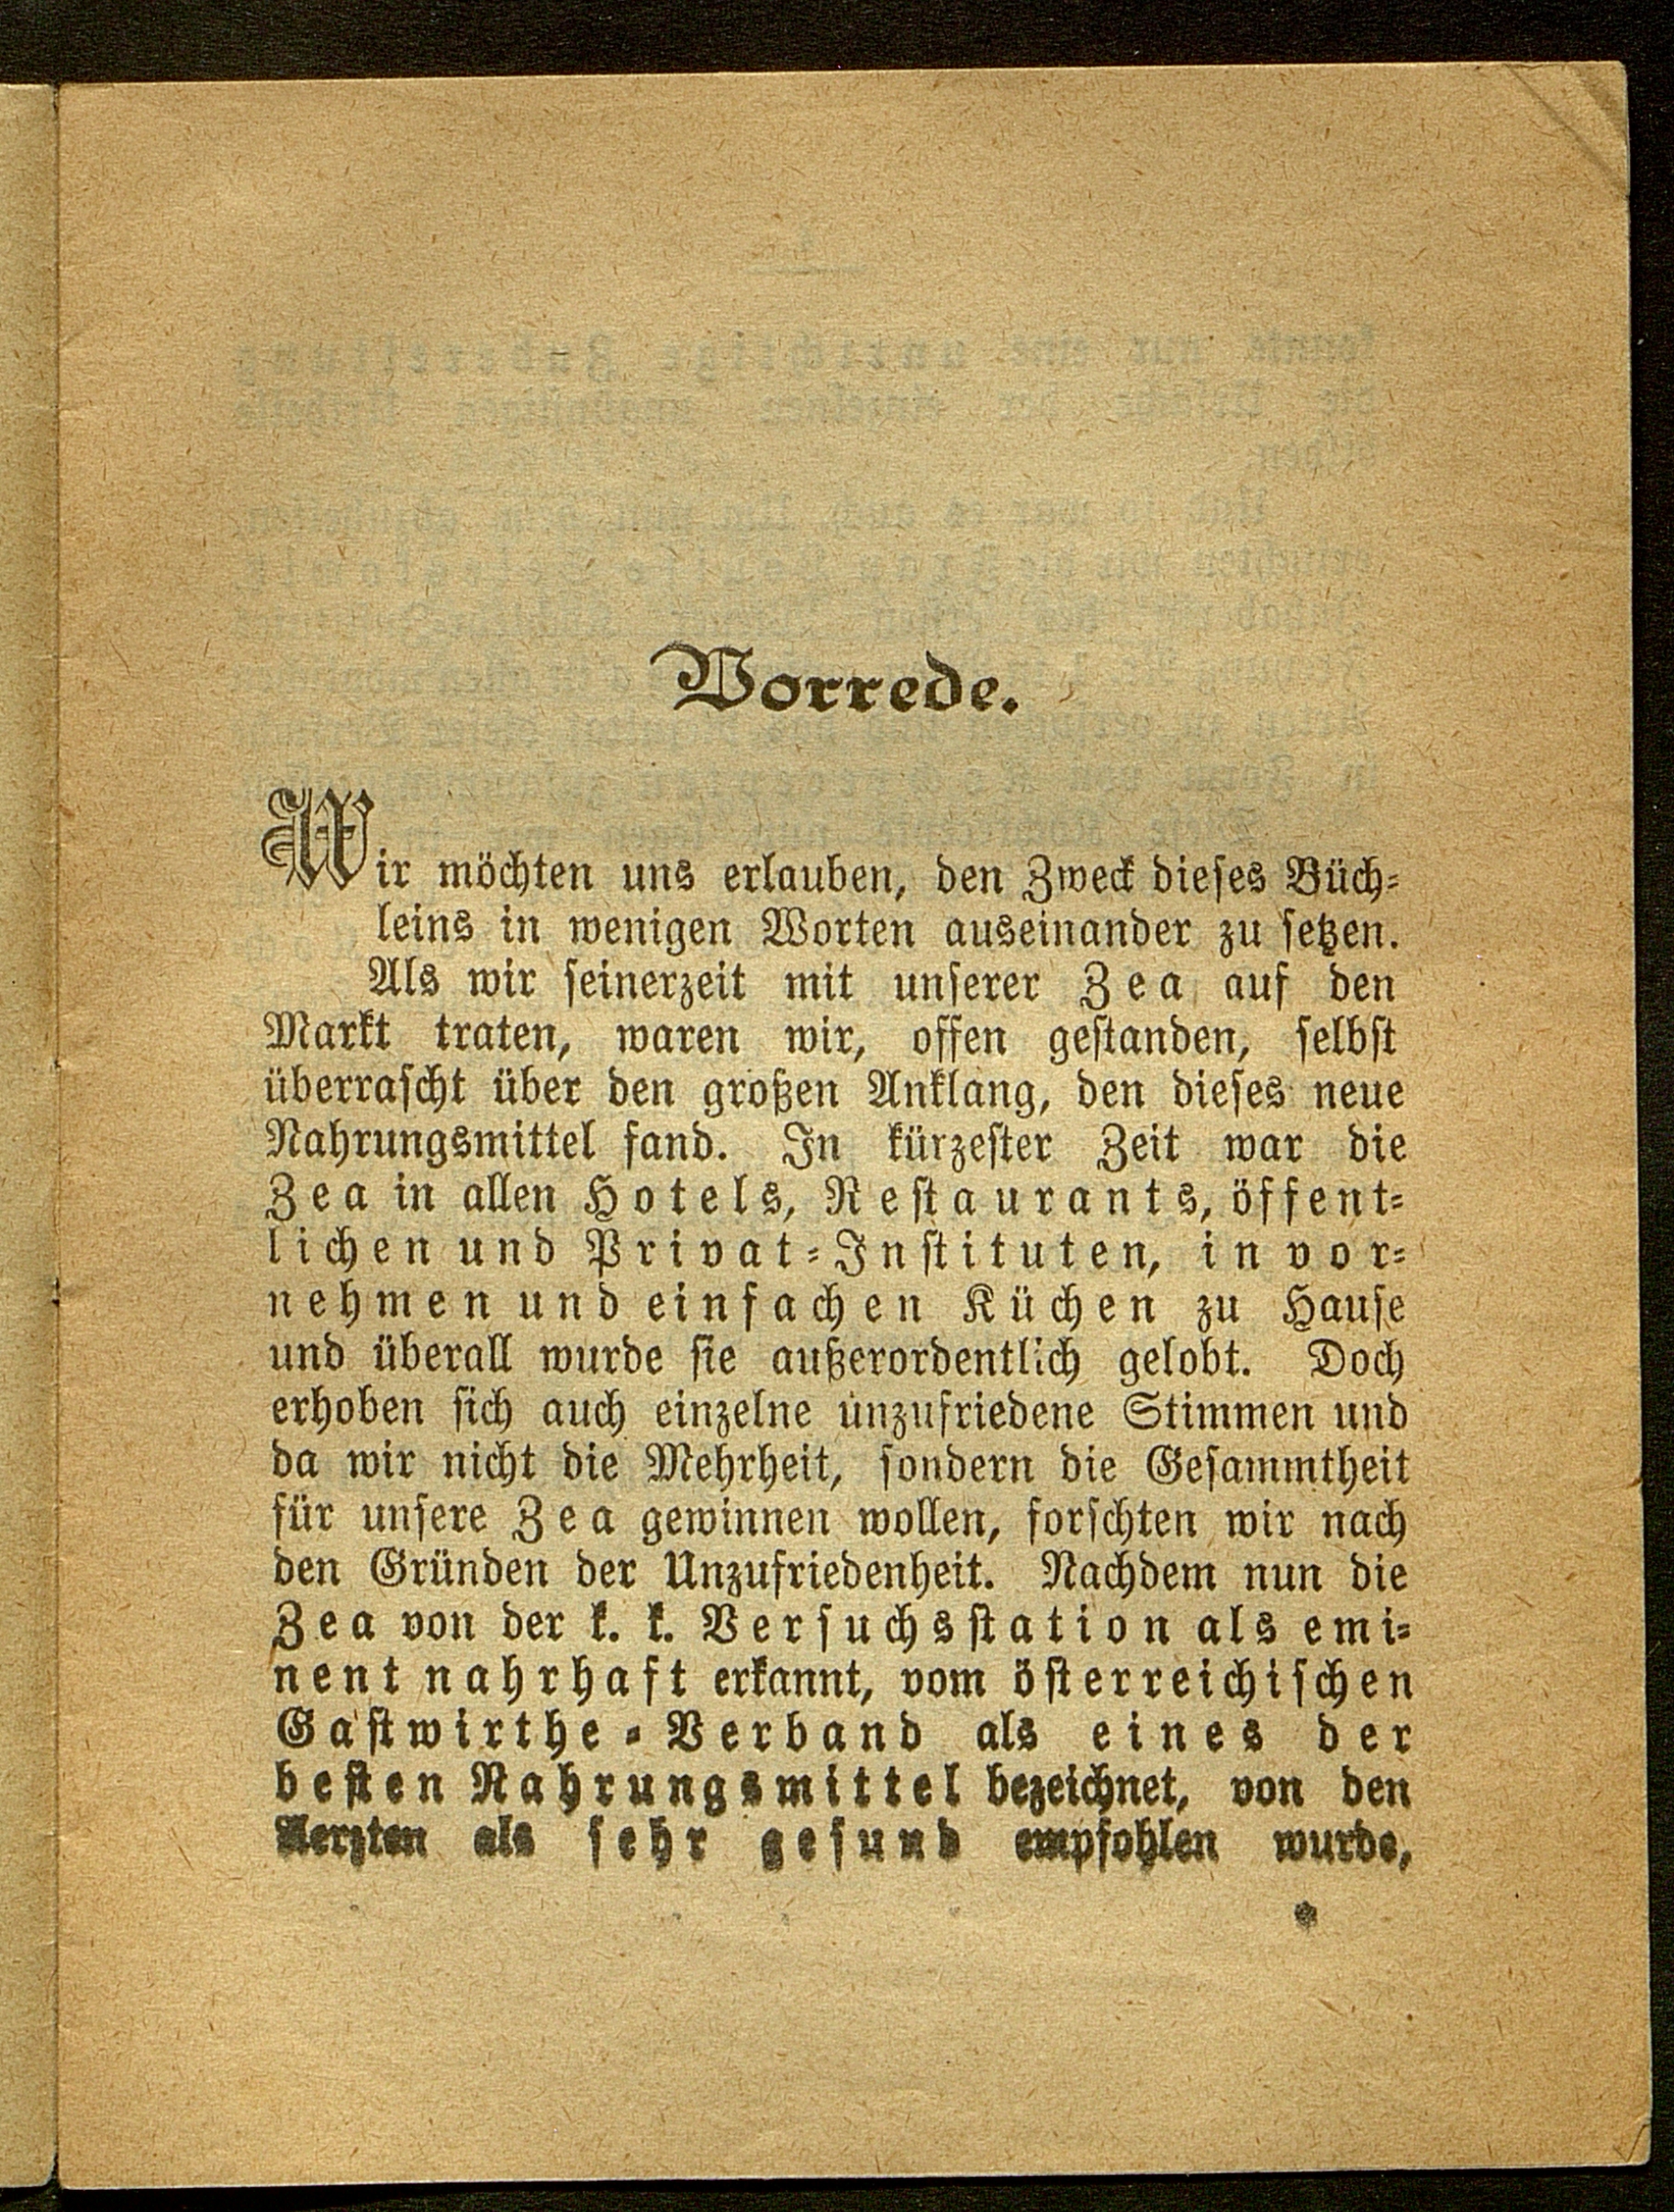 Vorrede.
Wir möchten uns erlauben, den Zweck dieses Büch-
leins in wenigen Worten auseinander zu setzen.
Als wir seinerzeit mit unserer Zea auf den
Markt traten, waren wir, offen gestanden, selbst
überrascht über den großen Anklang, den dieses neue
Nahrungsmittel fand. In kürzester Zeit war die
Zea in allen Hotels, Restaurants, öffent-
lichen und Privat-Instituten, in vor-
nehmen und einfachen Küchen zu Hause
und überall wurde sie außerordentlich gelobt. Doch
erhoben sich auch einzelne unzufriedene Stimmen und
da wir nicht die Mehrheit, sondern die Gesammtheit
für unsere Zea gewinnen wollen, forschten wir nach
den Gründen der Unzufriedenheit. Nachdem nun die
Zea von der k. k. Versuchsstation als emi-
nent nahrhaft erkannt, vom österreichischen
Gastwirthe-Verband als eines der
besten Nahrungsmittel bezeichnet, von den
Aerzten als sehr gesund empfohlen wurde,